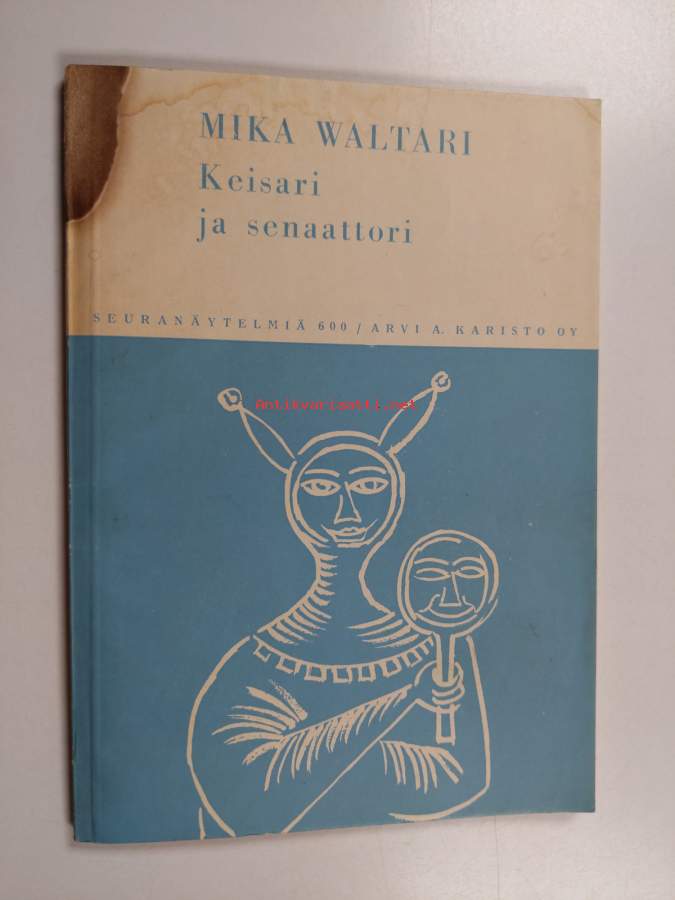 MIKA WALTARI
Keisari
ja senaattori
SEURANÄYTELMIÄ 600 / ARVI A. KARISTO OY
Antikvariaatti.net